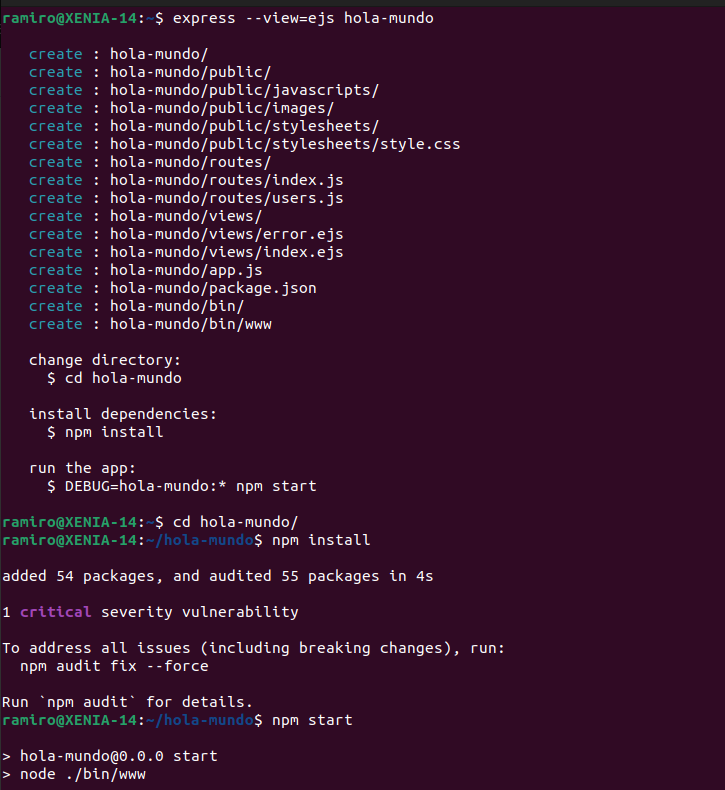 ramiro@XENIA-14:~$ express --view=ejs hola-mundo
create : hola-mundo/
create : hola-mundo/public/
create : hola-mundo/public/javascripts/
create : hola-mundo/public/images/
create : hola-mundo/public/stylesheets/
create : hola-mundo/public/stylesheets/style.css
create : hola-mundo/routes/
create : hola-mundo/routes/index.js
create : hola-mundo/routes/users.js
create : hola-mundo/views/
create : hola-mundo/views/error.ejs
create : hola-mundo/views/index.ejs
create : hola-mundo/app.js
create : hola-mundo/package.json
create : hola-mundo/bin/
create : hola-mundo/bin/www
change directory:
$ cd hola-mundo
install dependencies:
$ npm install
run the app:
$ DEBUG=hola-mundo:* npm start
ramiro@XENIA-14:~$ cd hola-mundo/
ramiro@XENIA-14:~/hola-mundo$ npm install
added 54 packages, and audited 55 packages in 4s
1 critical severity vulnerability
To address all issues (including breaking changes), run:
npm audit fix --force
Run `npm audit` for details.
ramiro@XENIA-14:~/hola-mundo$ npm start
> hola-mundo@0.0.0 start
> node ./bin/www